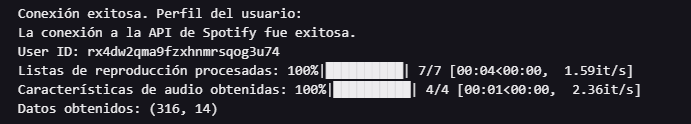 Conexión exitosa. Perfil del usuario:
La conexión a la API de Spotify fue exitosa.
User ID: rx4dw2qma9fzxhnmrsqog3u74
Listas de reproducción procesadas: 100%|██████████| 7/7 [00:04<00:00,  1.59it/s]
Características de audio obtenidas: 100%|██████████| 4/4 [00:01<00:00,  2.36it/s]
Datos obtenidos: (316, 14)